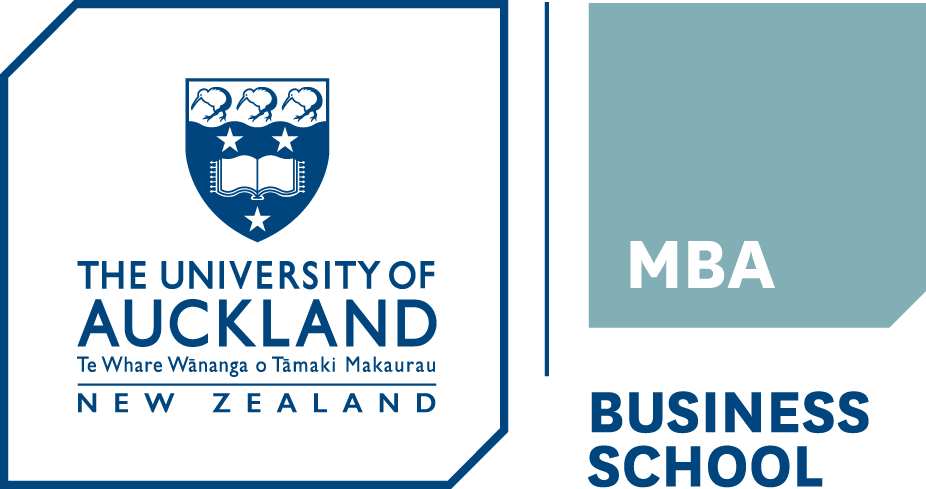 THE UNIVERSITY OF
AUCKLAND
Te Whare Wānanga o Tāmaki Makaurau
NEW ZEALAND
MBA
BUSINESS
SCHOOL